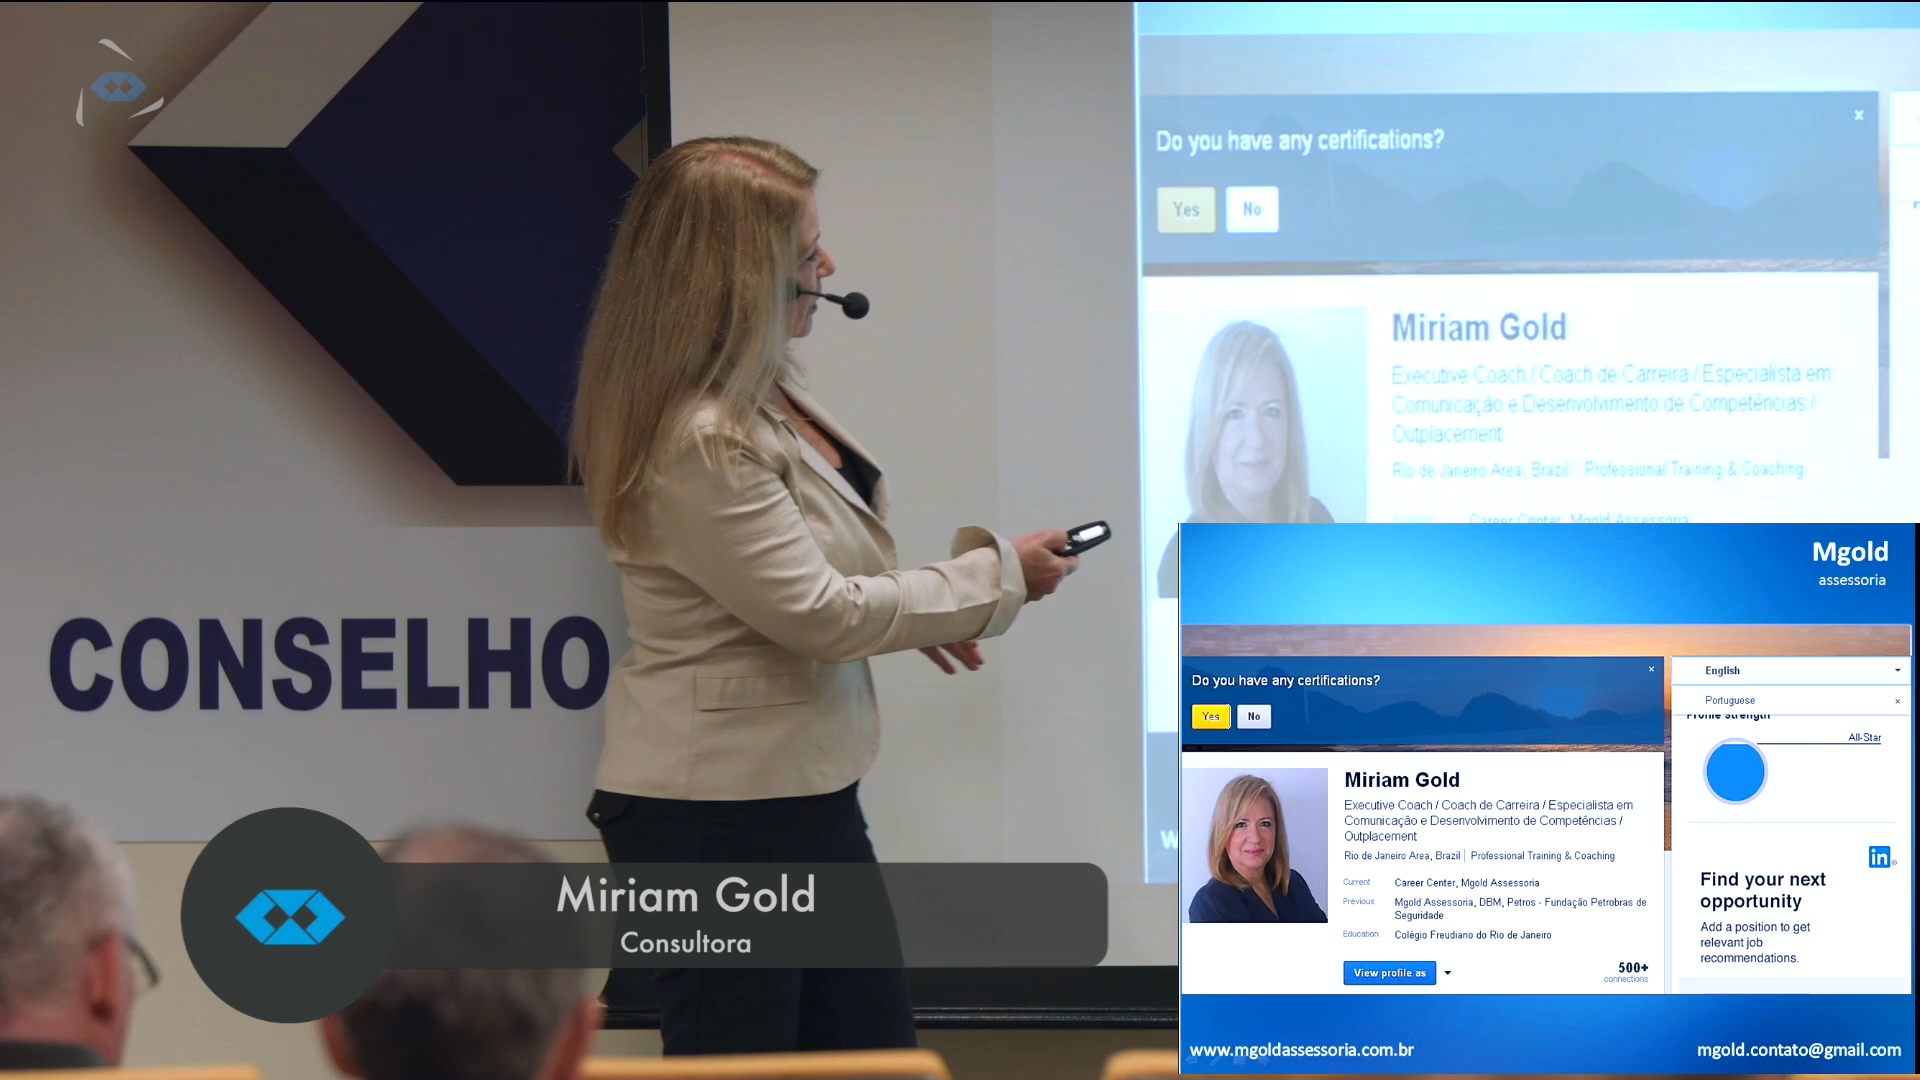 CONSELHO
Do you have any certifications?
x
Yes
No
Miriam Gold
Executive Coach / Coach de Carreira / Especialista em
Comunicação e Desenvolvimento de Competências /
Outplacement
Rio de Janeiro Area, Brazil | Professional Training & Coaching
Career Center, Mgold Assessoria
Miriam Gold
Consultora
Mgold
assessoria
Do you have any certifications?
x
Yes
No
English
Portuguese
x
Profile strength
All-Star
Miriam Gold
Executive Coach / Coach de Carreira / Especialista em
Comunicação e Desenvolvimento de Competências /
Outplacement
Rio de Janeiro Area, Brazil | Professional Training & Coaching
Current Career Center, Mgold Assessoria
Previous Mgold Assessoria, DBM, Petros - Fundação Petrobras de
Seguridade
Education Colégio Freudiano do Rio de Janeiro
View profile as
500+
connections
in
Find your next
opportunity
Add a position to get
relevant job
recommendations.
www.mgoldassessoria.com.br
mgold.contato@gmail.com